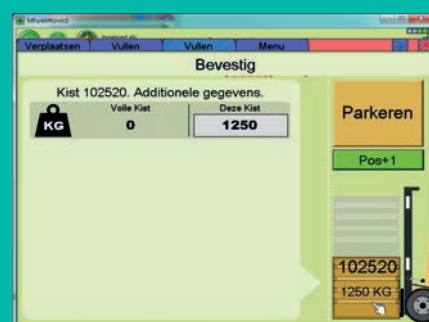 MForkliftUnim0
Verplaatsen Vullen Vullen Menu
Bevestig
Kist 102520. Additionele gegevens.
Volle Kist Deze Kist
KG 0 1250
Parkeren
Pos+1
102520
1250 KG